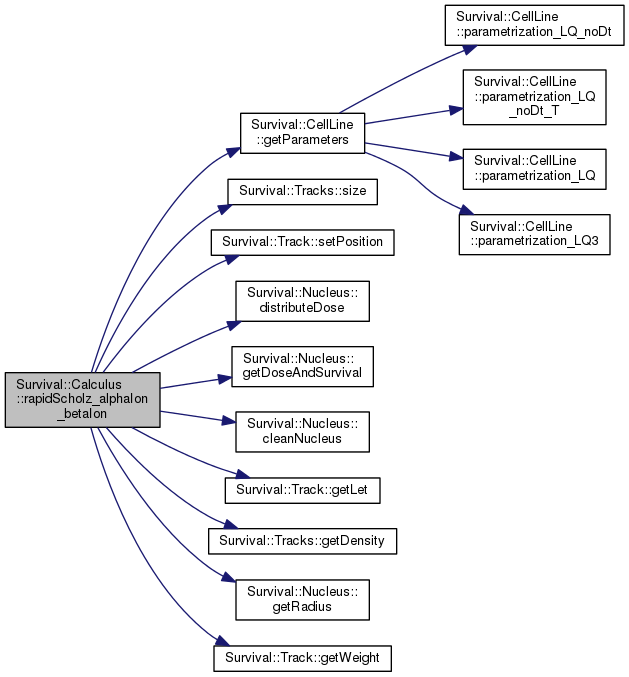 Survival::Calculus
::rapidScholz_alphaIon
_betaIon
Survival::CellLine
::getParameters
Survival::CellLine
::parametrization_LQ_noDt
Survival::CellLine
::parametrization_LQ
_noDt_T
Survival::CellLine
::parametrization_LQ
Survival::CellLine
::parametrization_LQ3
Survival::Tracks::size
Survival::Track::setPosition
Survival::Nucleus::
distributeDose
Survival::Nucleus::
getDoseAndSurvival
Survival::Nucleus::
cleanNucleus
Survival::Track::getLet
Survival::Tracks::getDensity
Survival::Nucleus::
getRadius
Survival::Track::getWeight